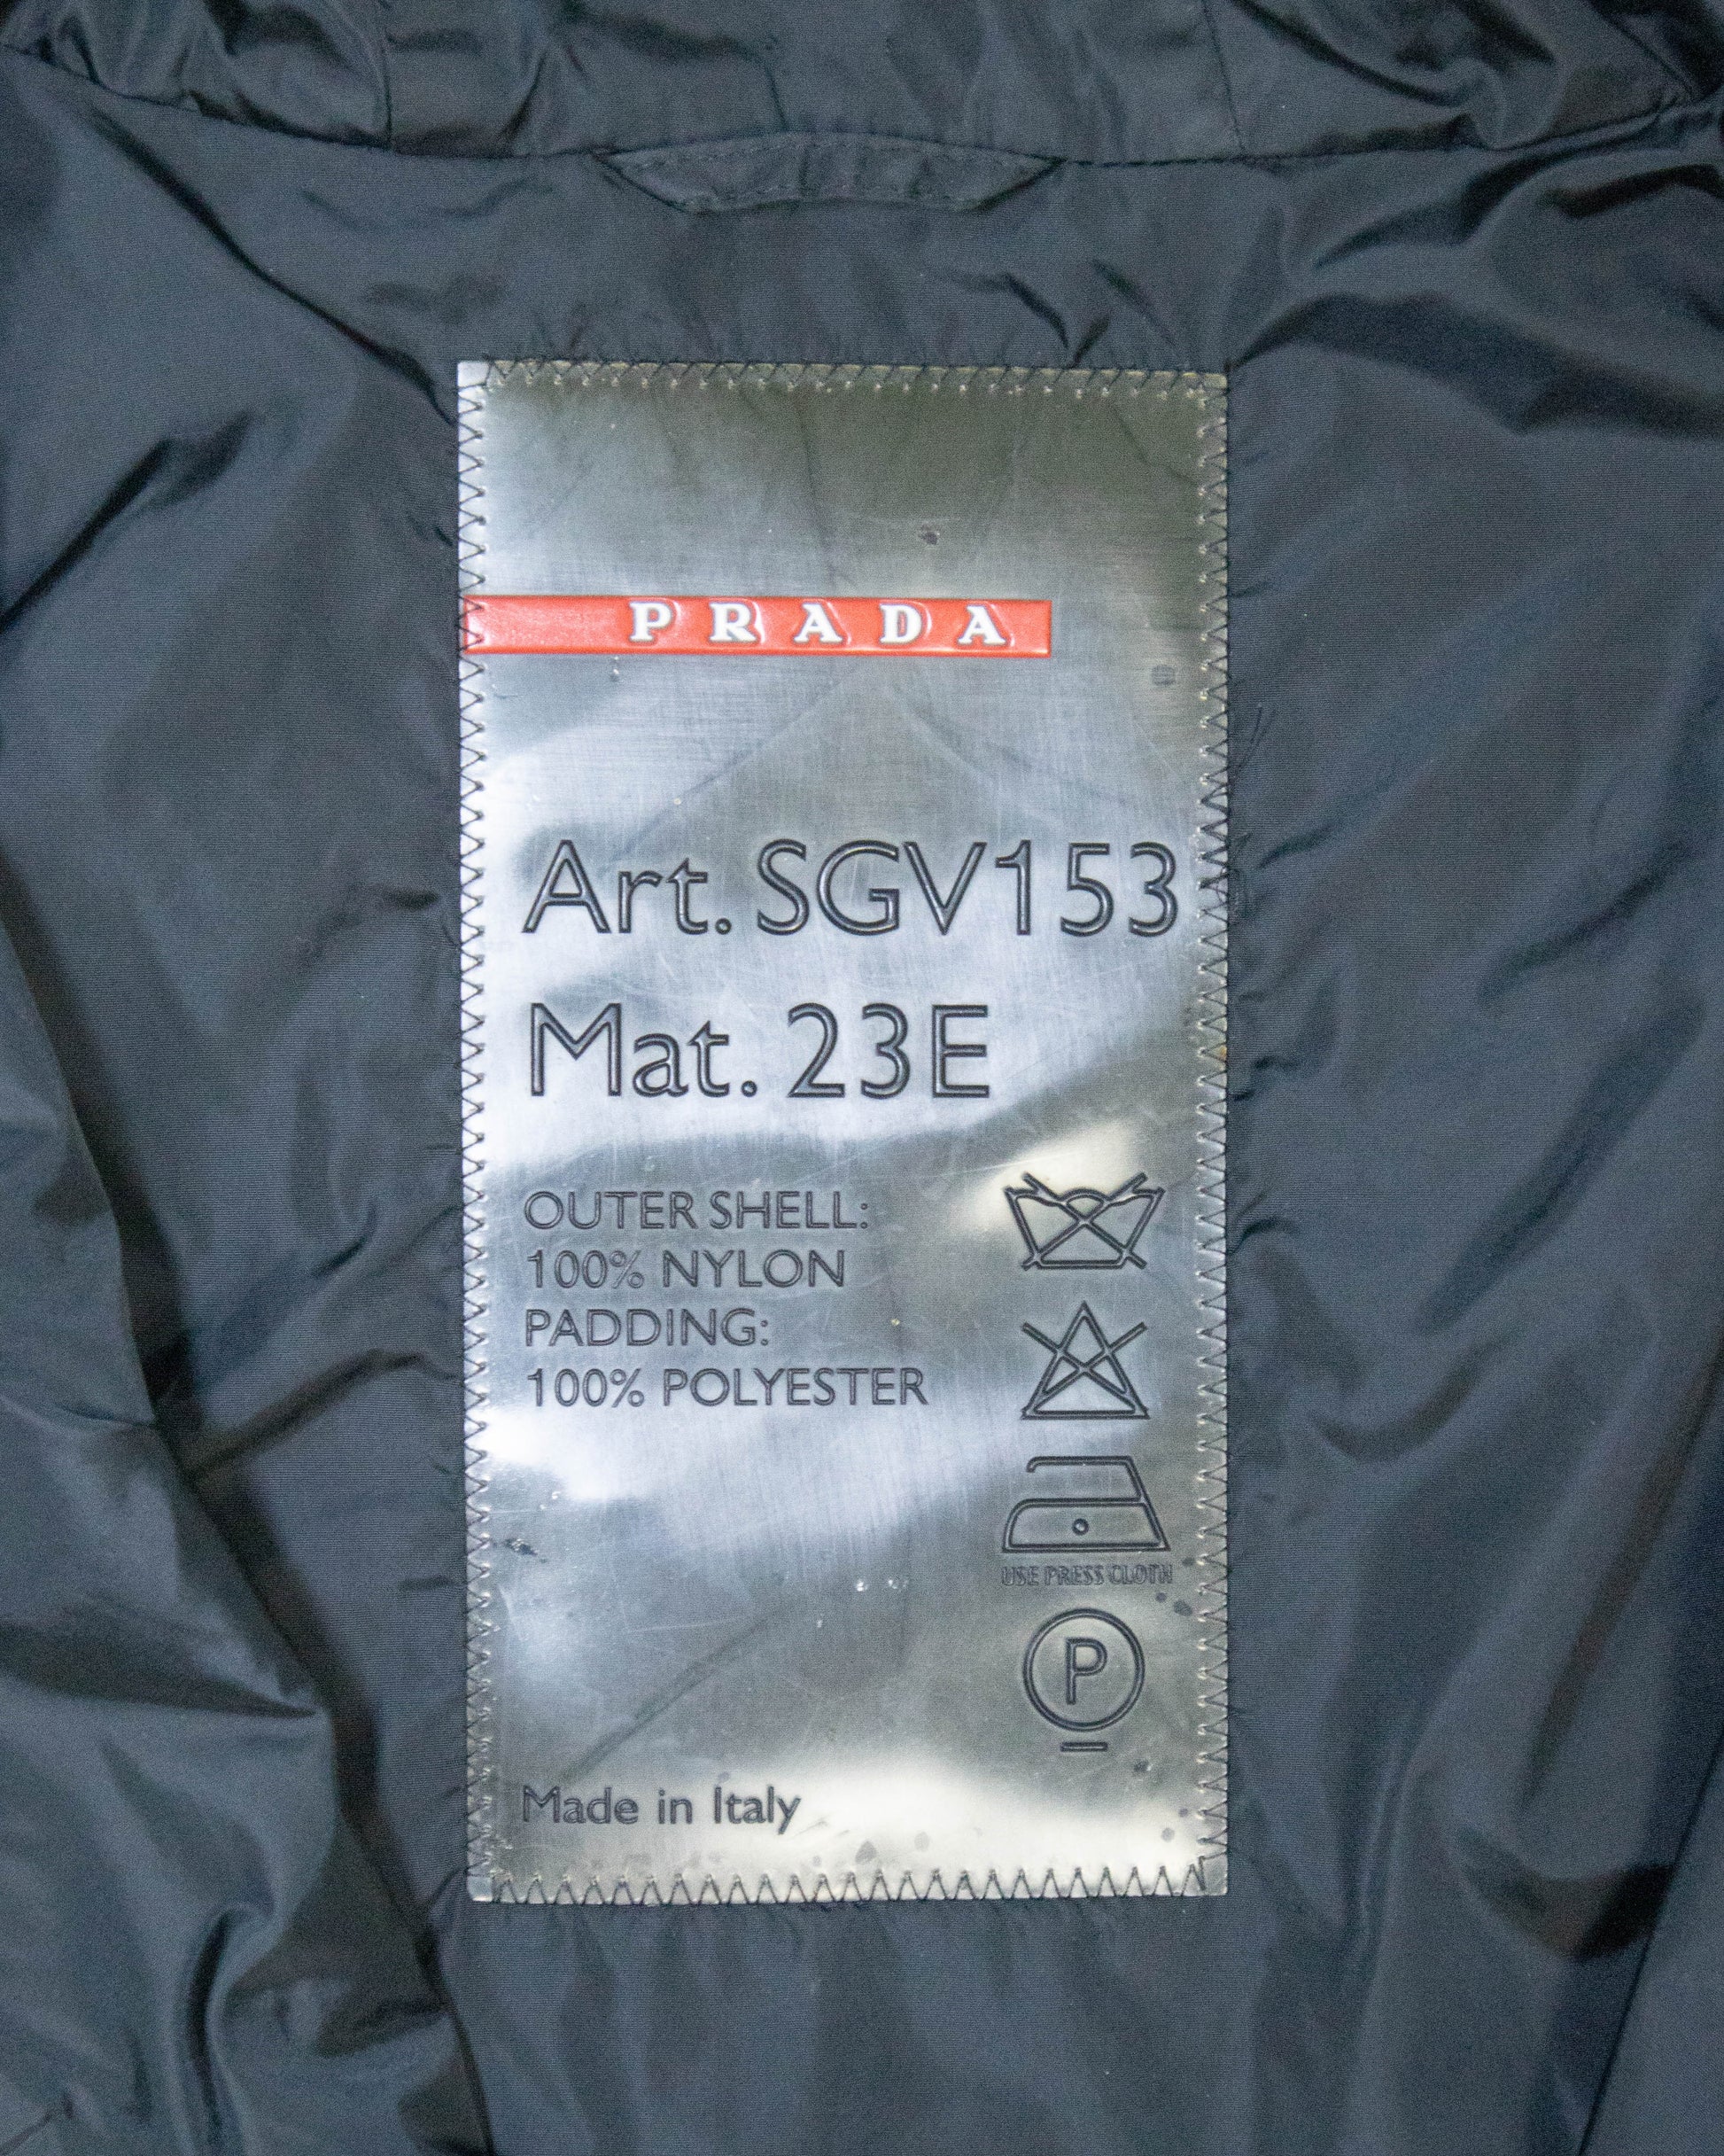 PRADA
Art. SGV153
Mat. 23E
OUTER SHELL:
100% NYLON
PADDING:
100% POLYESTER
USE PRESS CLOTH
P
Made in Italy